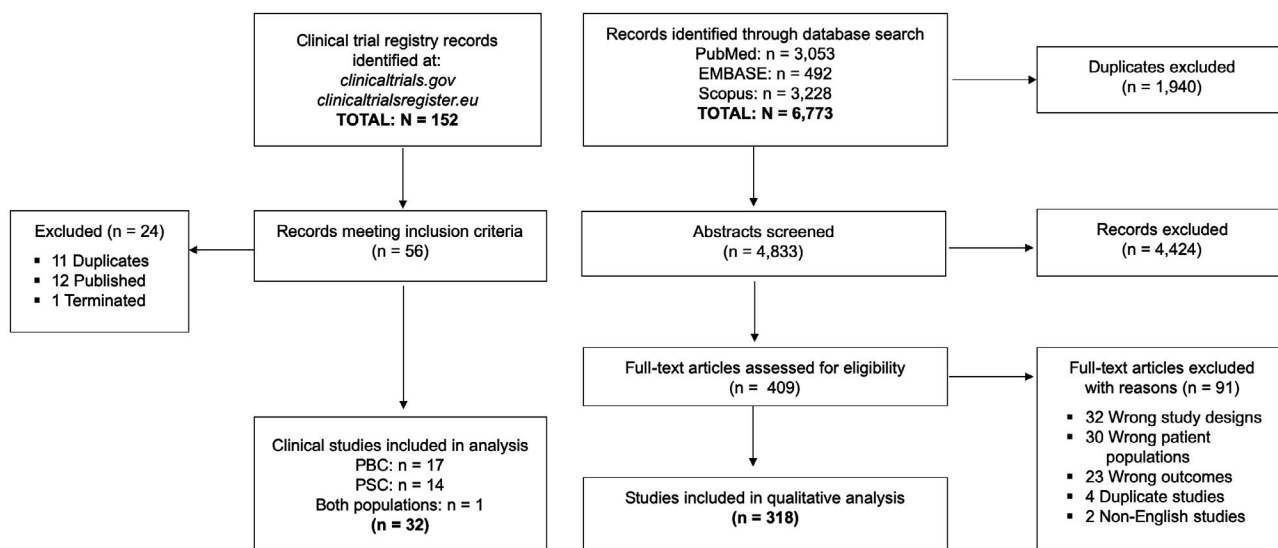 Clinical trial registry records
identified at:
clinicaltrials.gov
clinicaltrialsregister.eu
TOTAL: N = 152
Records identified through database search
PubMed: n = 3,053
EMBASE: n = 492
Scopus: n = 3,228
TOTAL: N = 6,773
Duplicates excluded
(n = 1,940)
Excluded (n = 24)
▪ 11 Duplicates
▪ 12 Published
▪ 1 Terminated
Records meeting inclusion criteria
(n = 56)
Abstracts screened
(n = 4,833)
Records excluded
(n = 4,424)
Full-text articles assessed for eligibility
(n = 409)
Full-text articles excluded
with reasons (n = 91)
▪ 32 Wrong study designs
▪ 30 Wrong patient
populations
▪ 23 Wrong outcomes
▪ 4 Duplicate studies
▪ 2 Non-English studies
Clinical studies included in analysis
PBC: n = 17
PSC: n = 14
Both populations: n = 1
(n = 32)
Studies included in qualitative analysis
(n = 318)